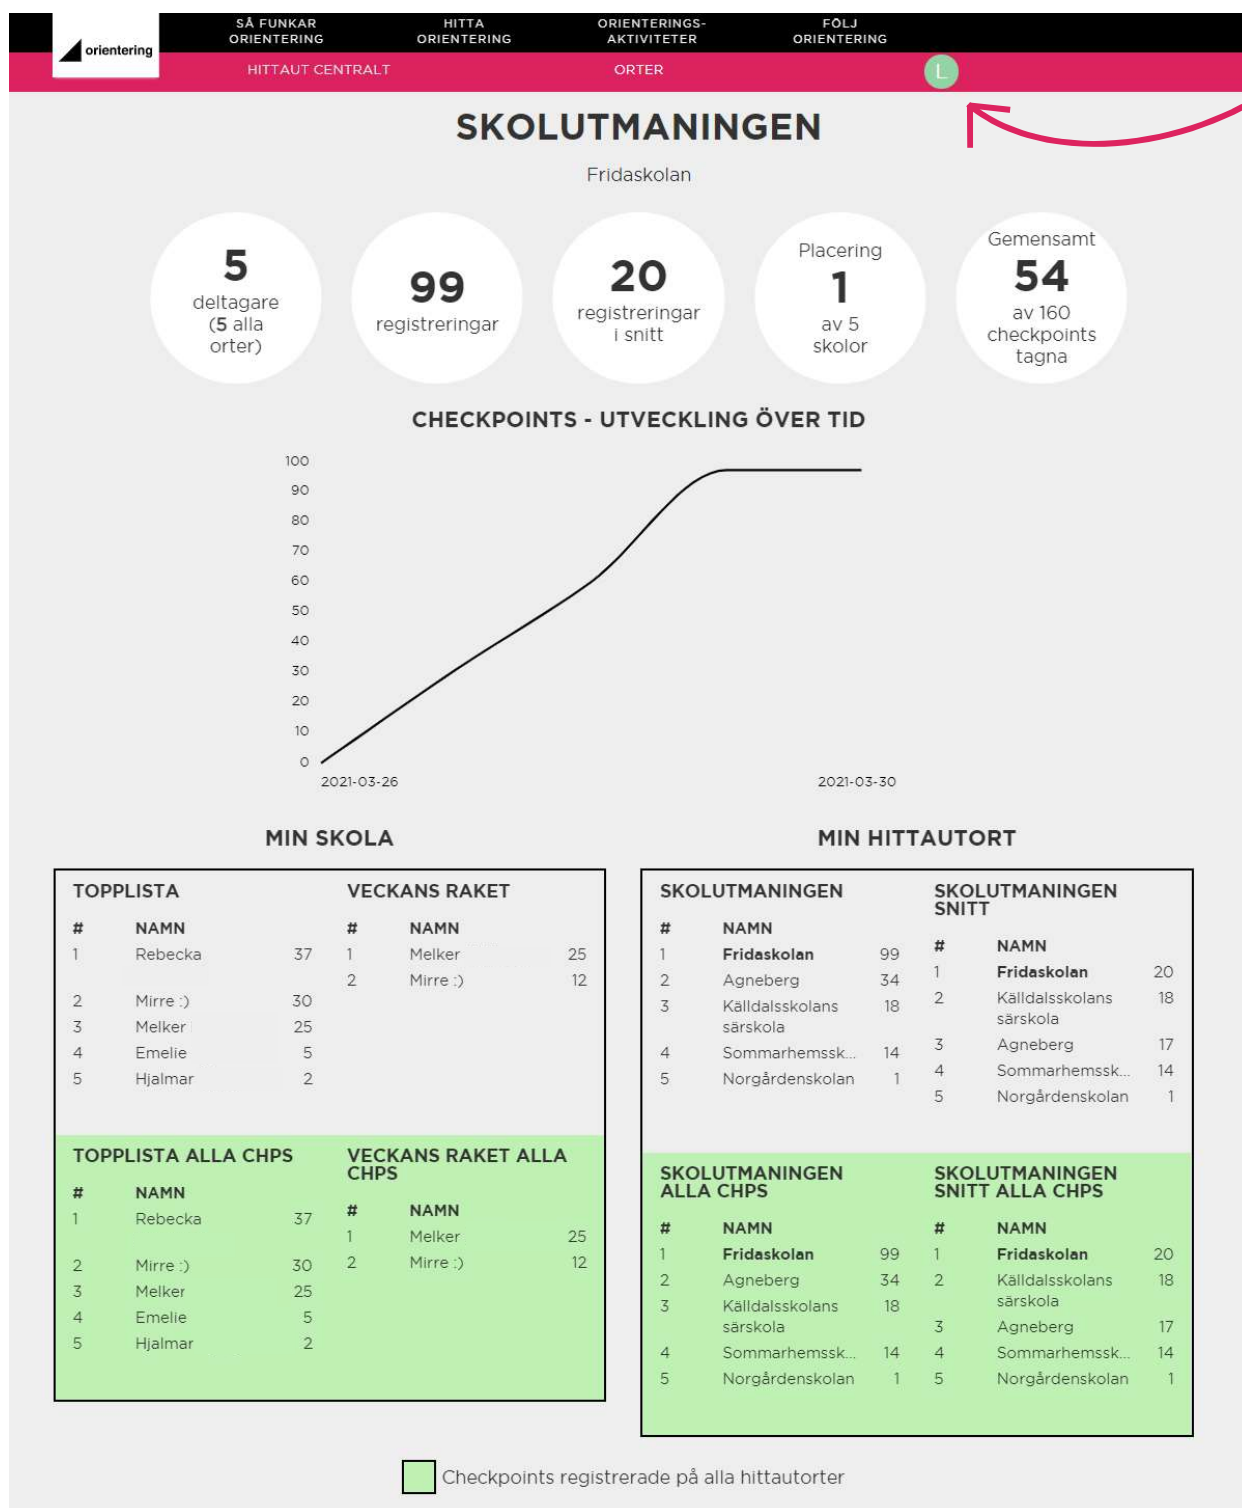 orientering
SÅ FUNKAR
ORIENTERING
HITTA
ORIENTERING
ORIENTERINGS-
AKTIVITETER
FÖLJ
ORIENTERING
HITTAUT CENTRALT
ORTER
L
SKOLUTMANINGEN
Fridaskolan
5
deltagare
(5 alla
orter)
99
registreringar
20
registreringar
i snitt
Placering
1
av 5
skolor
Gemensamt
54
av 160
checkpoints
tagna
CHECKPOINTS - UTVECKLING ÖVER TID
100
90
80
70
60
50
40
30
20
10
0
2021-03-26
2021-03-30
MIN SKOLA
TOPPLISTA
# NAMN
1 Rebecka 37
2 Mirre :) 30
3 Melker 25
4 Emelie 5
5 Hjalmar 2
VECKANS RAKET
# NAMN
1 Melker 25
2 Mirre :) 12
TOPPLISTA ALLA CHPS
# NAMN
1 Rebecka 37
2 Mirre :) 30
3 Melker 25
4 Emelie 5
5 Hjalmar 2
VECKANS RAKET ALLA
CHPS
# NAMN
1 Melker 25
2 Mirre :) 12
MIN HITTAUTORT
SKOLUTMANINGEN
# NAMN
1 Fridaskolan 99
2 Agneberg 34
3 Källdalsskolans 18
särskola
4 Sommarhemssk... 14
5 Norgårdenskolan 1
SKOLUTMANINGEN
SNITT
# NAMN
1 Fridaskolan 20
2 Källdalsskolans 18
särskola
3 Agneberg 17
4 Sommarhemssk... 14
5 Norgårdenskolan 1
SKOLUTMANINGEN
ALLA CHPS
# NAMN
1 Fridaskolan 99
2 Agneberg 34
3 Källdalsskolans 18
särskola
4 Sommarhemssk... 14
5 Norgårdenskolan 1
SKOLUTMANINGEN
SNITT ALLA CHPS
# NAMN
1 Fridaskolan 20
2 Källdalsskolans 18
särskola
3 Agneberg 17
4 Sommarhemssk... 14
5 Norgårdenskolan 1
Checkpoints registrerade på alla hittautorter